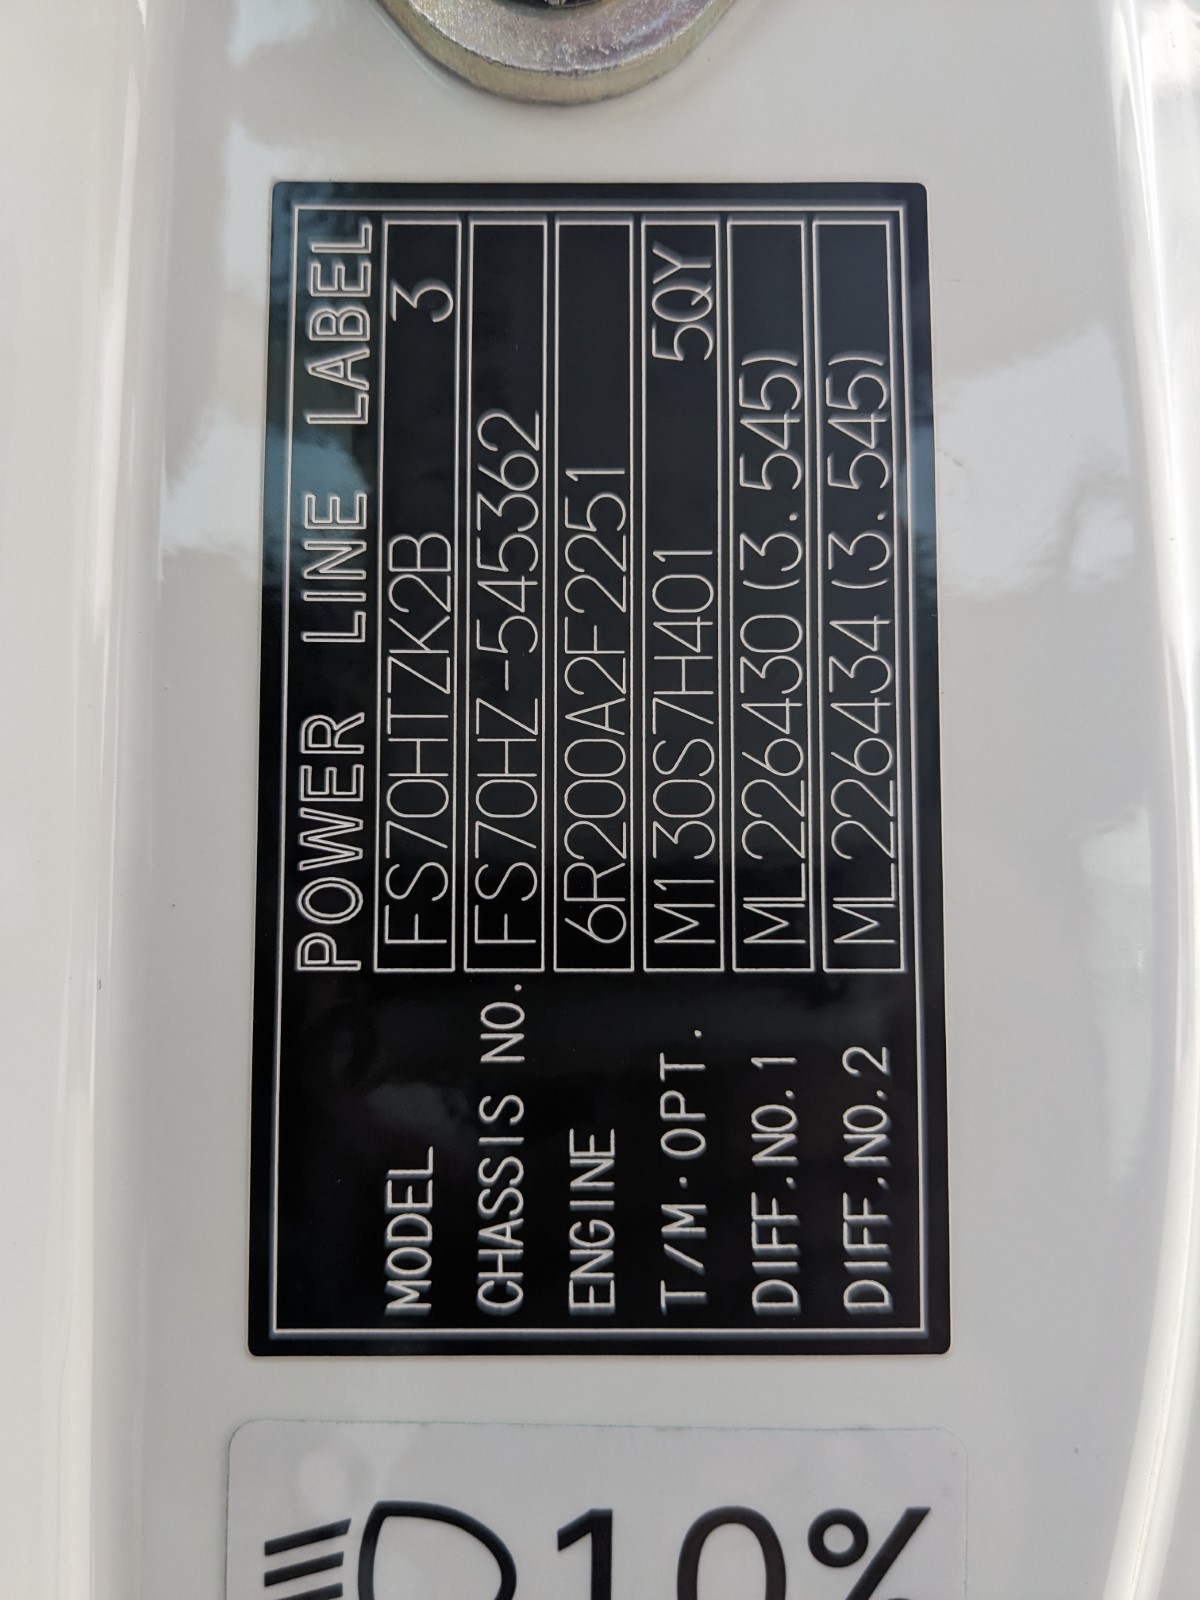 POWER LINE LABEL
MODEL FS70HTZK2B 3
CHASSIS NO. FS70HZ-545362
ENGINE 6R200A2F2251
T/M·OPT. M130S7H401 5QY
DIFF.NO.1 ML226430 (3.545)
DIFF.NO.2 ML226434 (3.545)
10%